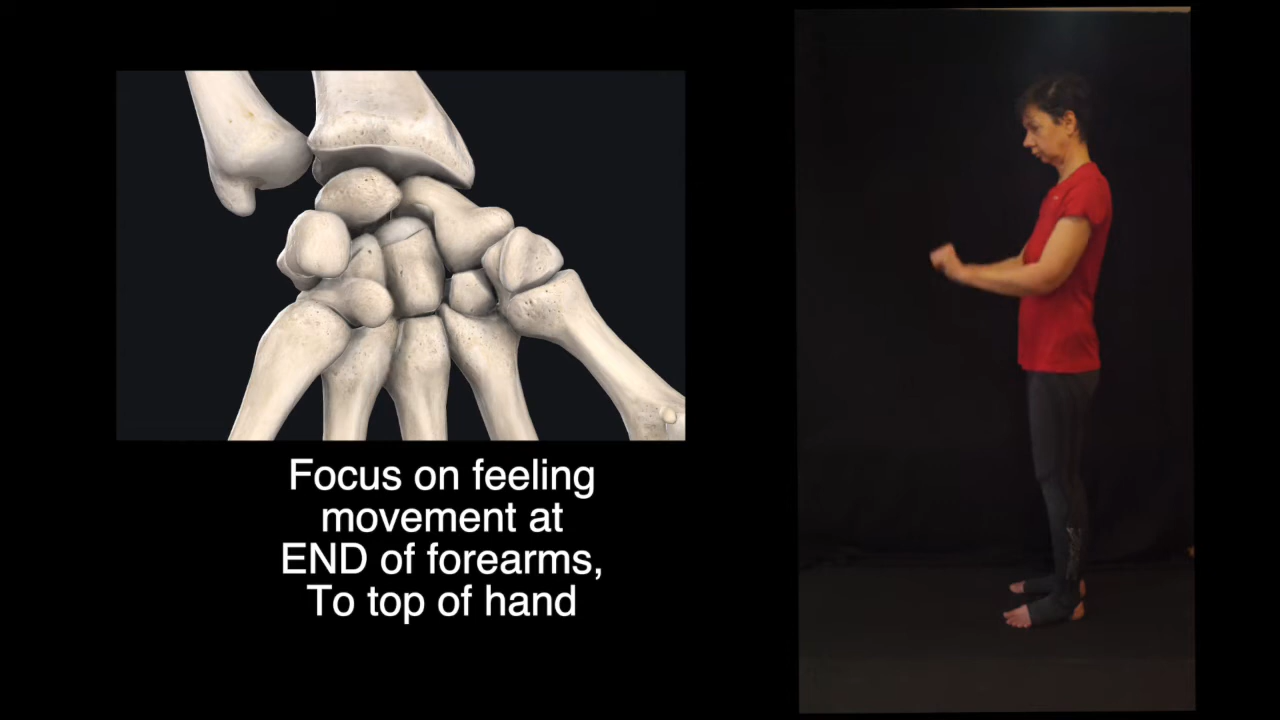 Focus on feeling
movement at
END of forearms,
To top of hand